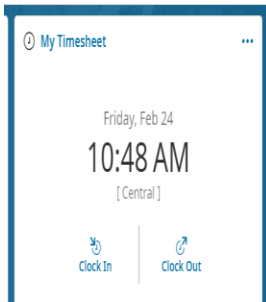 My Timesheet
Friday, Feb 24
10:48 AM
[ Central ]
Clock In
Clock Out